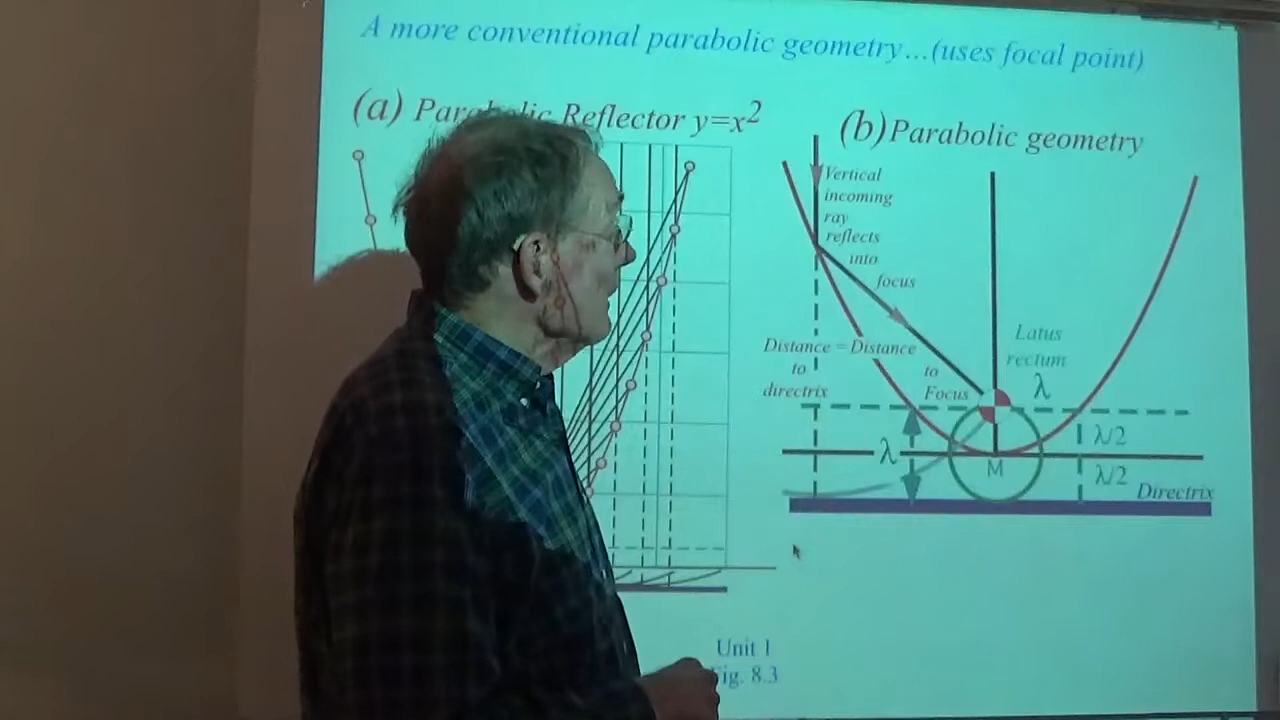 A more conventional parabolic geometry...(uses focal point)
(a) Parabolic Reflector y=x2
(b)Parabolic geometry
Vertical
incoming
ray
reflects
into
focus
Distance = Distance
to
directrix
to
Focus
Latus
rectum
λ
λ
λ/2
λ/2
M
Directrix
Unit 1
Fig. 8.3